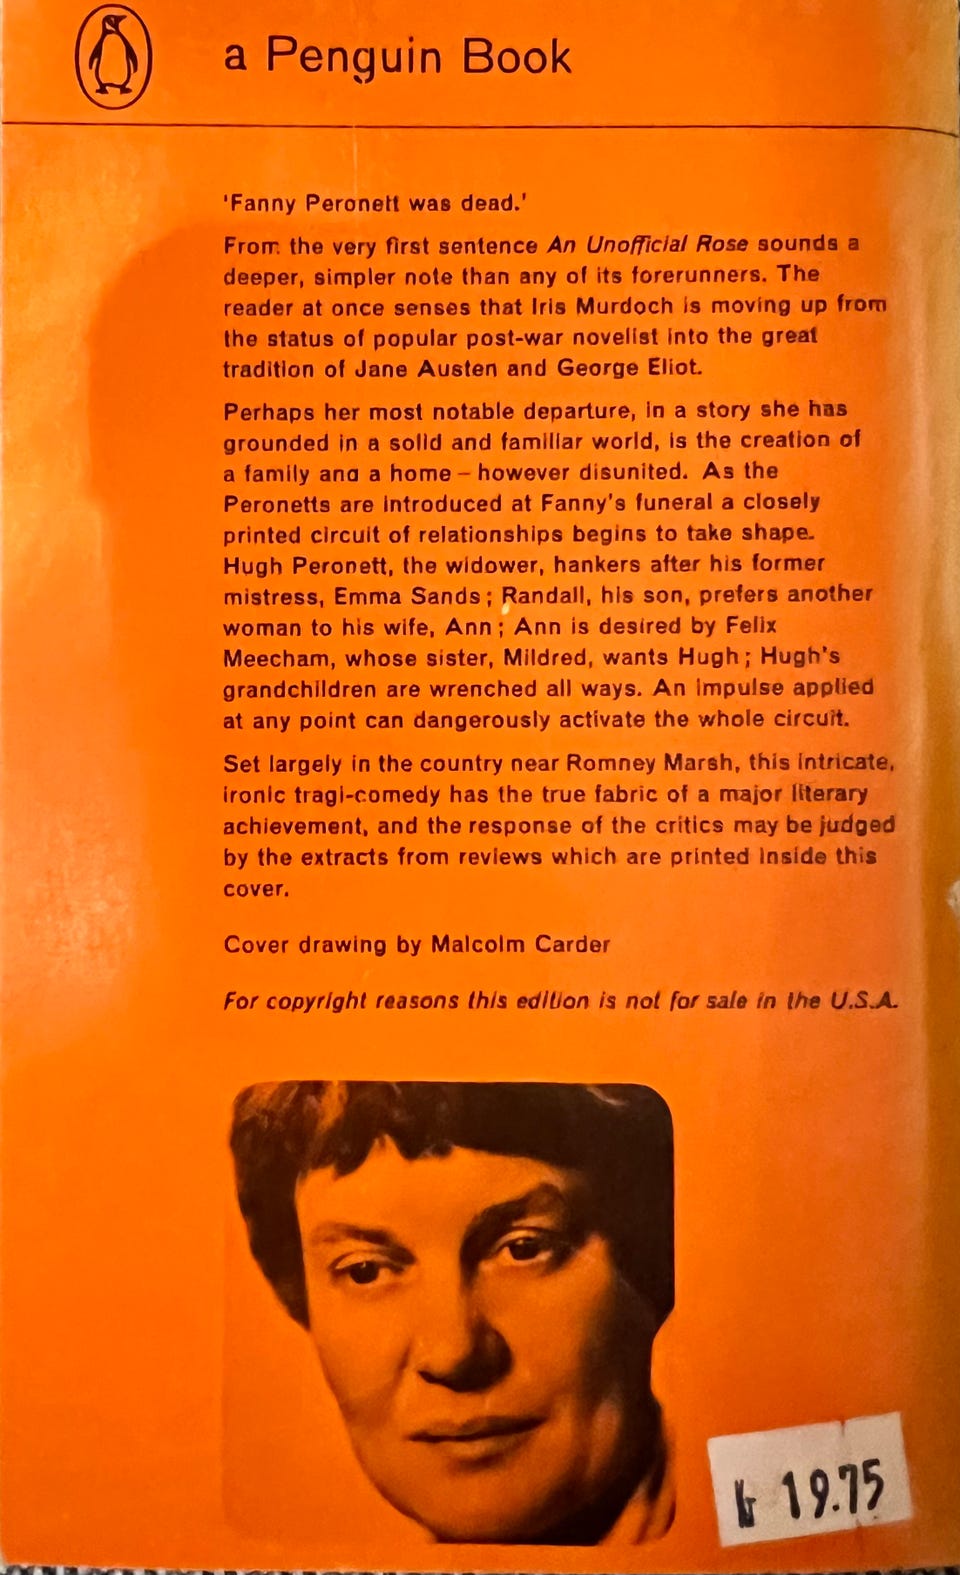 a Penguin Book
'Fanny Peronett was dead.'
From the very first sentence An Unofficial Rose sounds a
deeper, simpler note than any of its forerunners. The
reader at once senses that Iris Murdoch is moving up from
the status of popular post-war novelist into the great
tradition of Jane Austen and George Eliot.
Perhaps her most notable departure, in a story she has
grounded in a solid and familiar world, is the creation of
a family and a home – however disunited. As the
Peronetts are introduced at Fanny's funeral a closely
printed circuit of relationships begins to take shape.
Hugh Peronett, the widower, hankers after his former
mistress, Emma Sands; Randall, his son, prefers another
woman to his wife, Ann; Ann is desired by Felix
Meecham, whose sister, Mildred, wants Hugh; Hugh's
grandchildren are wrenched all ways. An impulse applied
at any point can dangerously activate the whole circuit.
Set largely in the country near Romney Marsh, this intricate,
ironic tragi-comedy has the true fabric of a major literary
achievement, and the response of the critics may be judged
by the extracts from reviews which are printed inside this
cover.
Cover drawing by Malcolm Carder
For copyright reasons this edition is not for sale in the U.S.A.
kr 19.75